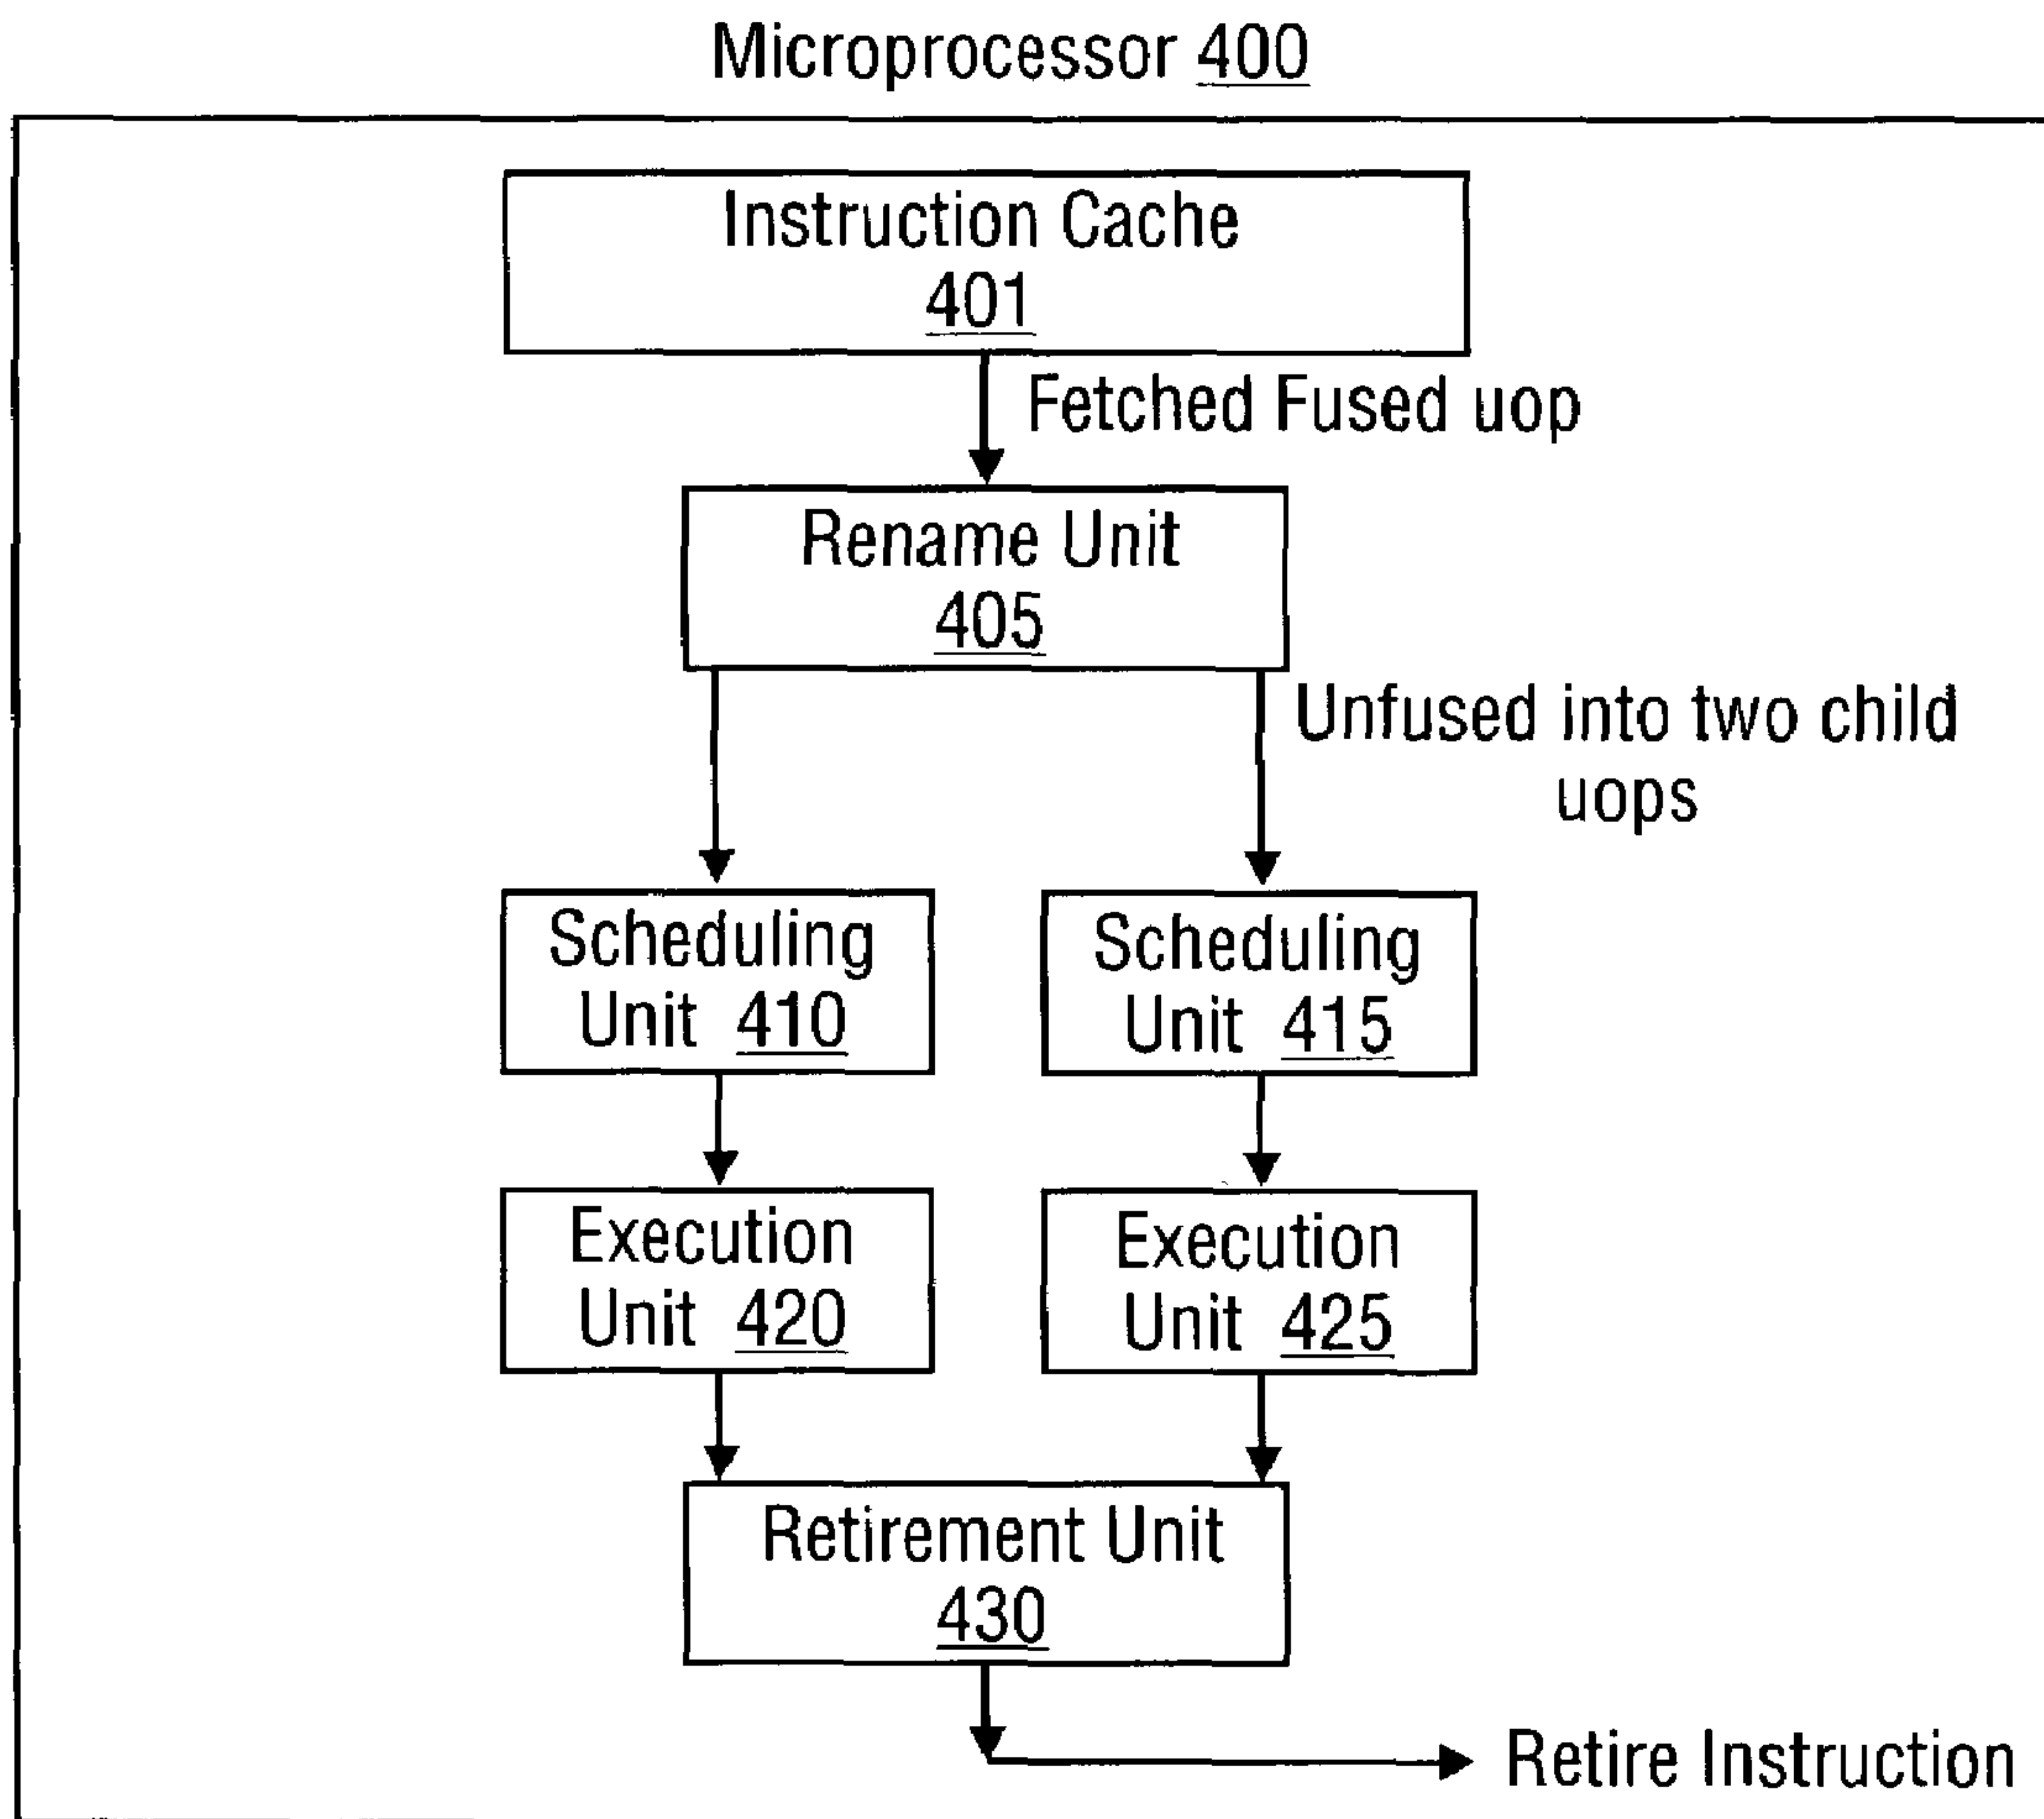 Microprocessor 400
Instruction Cache
401
Fetched Fused uop
Rename Unit
405
Unfused into two child
uops
Scheduling
Unit 410
Scheduling
Unit 415
Execution
Unit 420
Execution
Unit 425
Retirement Unit
430
Retire Instruction